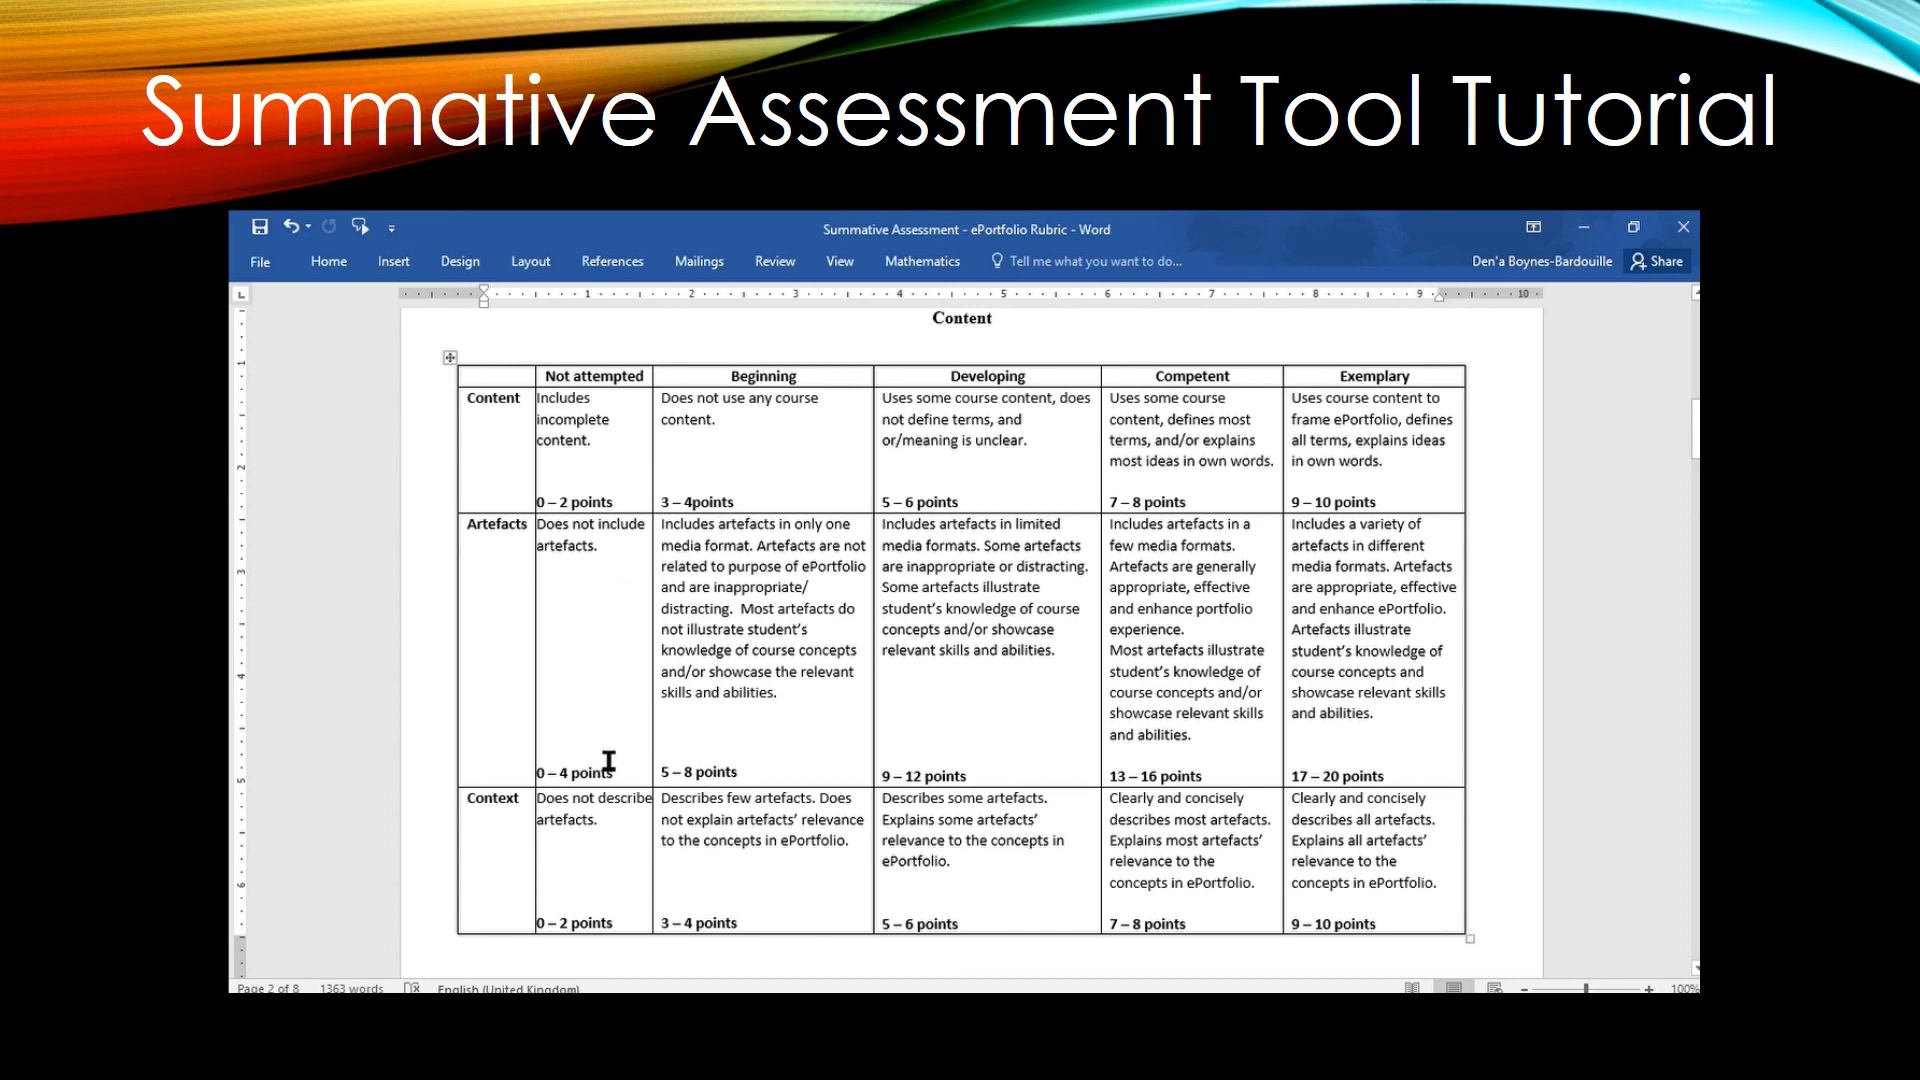 Summative Assessment Tool Tutorial
Summative Assessment - ePortfolio Rubric - Word
File Home Insert Design Layout References Mailings Review View Mathematics Tell me what you want to do... Den'a Boynes-Bardouille Share
1 2 3 4 5 6 7 8 9 10
Content
Not attempted Beginning Developing Competent Exemplary
Content
Includes
incomplete
content.
0 – 2 points
Does not use any course
content.
3 – 4points
Uses some course content, does
not define terms, and
or/meaning is unclear.
5 – 6 points
Uses some course
content, defines most
terms, and/or explains
most ideas in own words.
7 – 8 points
Uses course content to
frame ePortfolio, defines
all terms, explains ideas
in own words.
9 – 10 points
Artefacts
Does not include
artefacts.
0 – 4 points
Includes artefacts in only one
media format. Artefacts are not
related to purpose of ePortfolio
and are inappropriate/
distracting.  Most artefacts do
not illustrate student’s
knowledge of course concepts
and/or showcase the relevant
skills and abilities.
5 – 8 points
Includes artefacts in limited
media formats. Some artefacts
are inappropriate or distracting.
Some artefacts illustrate
student’s knowledge of course
concepts and/or showcase
relevant skills and abilities.
9 – 12 points
Includes artefacts in a
few media formats.
Artefacts are generally
appropriate, effective
and enhance portfolio
experience.
Most artefacts illustrate
student’s knowledge of
course concepts and/or
showcase relevant skills
and abilities.
13 – 16 points
Includes a variety of
artefacts in different
media formats. Artefacts
are appropriate, effective
and enhance ePortfolio.
Artefacts illustrate
student’s knowledge of
course concepts and
showcase relevant skills
and abilities.
17 – 20 points
Context
Does not describe
artefacts.
0 – 2 points
Describes few artefacts. Does
not explain artefacts’ relevance
to the concepts in ePortfolio.
3 – 4 points
Describes some artefacts.
Explains some artefacts’
relevance to the concepts in
ePortfolio.
5 – 6 points
Clearly and concisely
describes most artefacts.
Explains most artefacts’
relevance to the
concepts in ePortfolio.
7 – 8 points
Clearly and concisely
describes all artefacts.
Explains all artefacts’
relevance to the
concepts in ePortfolio.
9 – 10 points
1
2
3
4
5
6
Page 2 of 8 1363 words English (United Kingdom) 100%